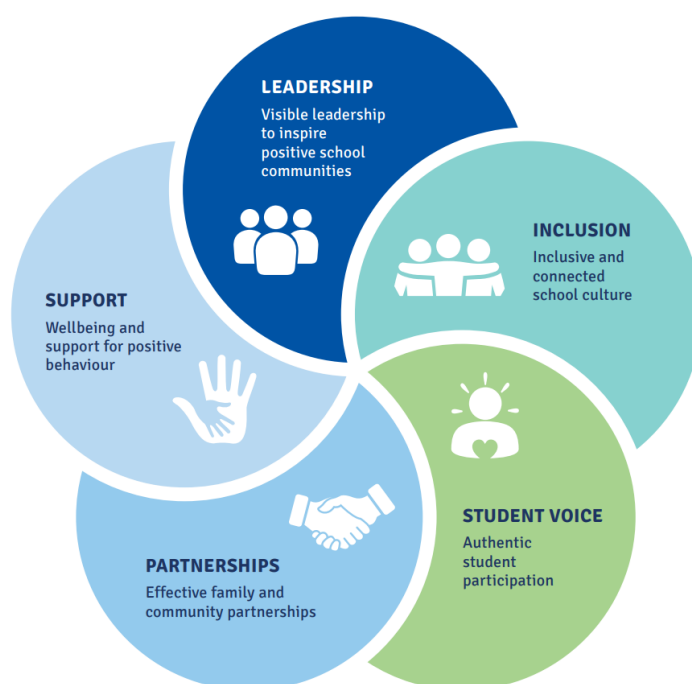 LEADERSHIP
Visible leadership
to inspire
positive school
communities
INCLUSION
Inclusive and
connected
school culture
STUDENT VOICE
Authentic
student
participation
PARTNERSHIPS
Effective family and
community partnerships
SUPPORT
Wellbeing and
support for positive
behaviour